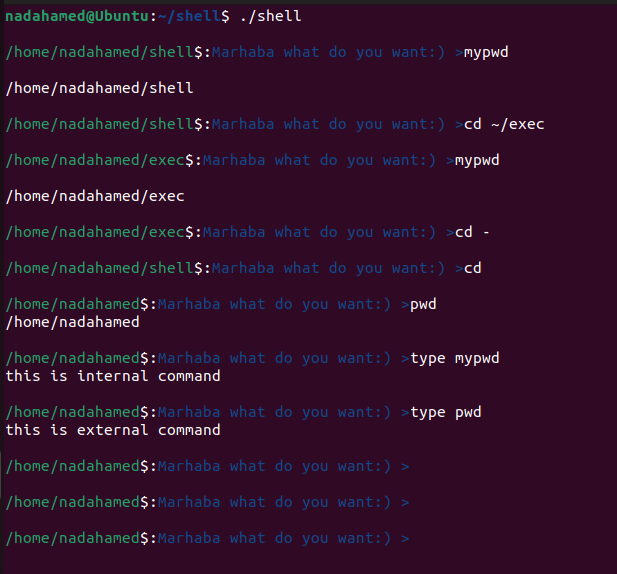 nadahamed@Ubuntu:~/shell$ ./shell
/home/nadahamed/shell$:Marhaba what do you want:) >mypwd
/home/nadahamed/shell
/home/nadahamed/shell$:Marhaba what do you want:) >cd ~/exec
/home/nadahamed/exec$:Marhaba what do you want:) >mypwd
/home/nadahamed/exec
/home/nadahamed/exec$:Marhaba what do you want:) >cd -
/home/nadahamed/shell$:Marhaba what do you want:) >cd
/home/nadahamed$:Marhaba what do you want:) >pwd
/home/nadahamed
/home/nadahamed$:Marhaba what do you want:) >type mypwd
this is internal command
/home/nadahamed$:Marhaba what do you want:) >type pwd
this is external command
/home/nadahamed$:Marhaba what do you want:) >
/home/nadahamed$:Marhaba what do you want:) >
/home/nadahamed$:Marhaba what do you want:) >